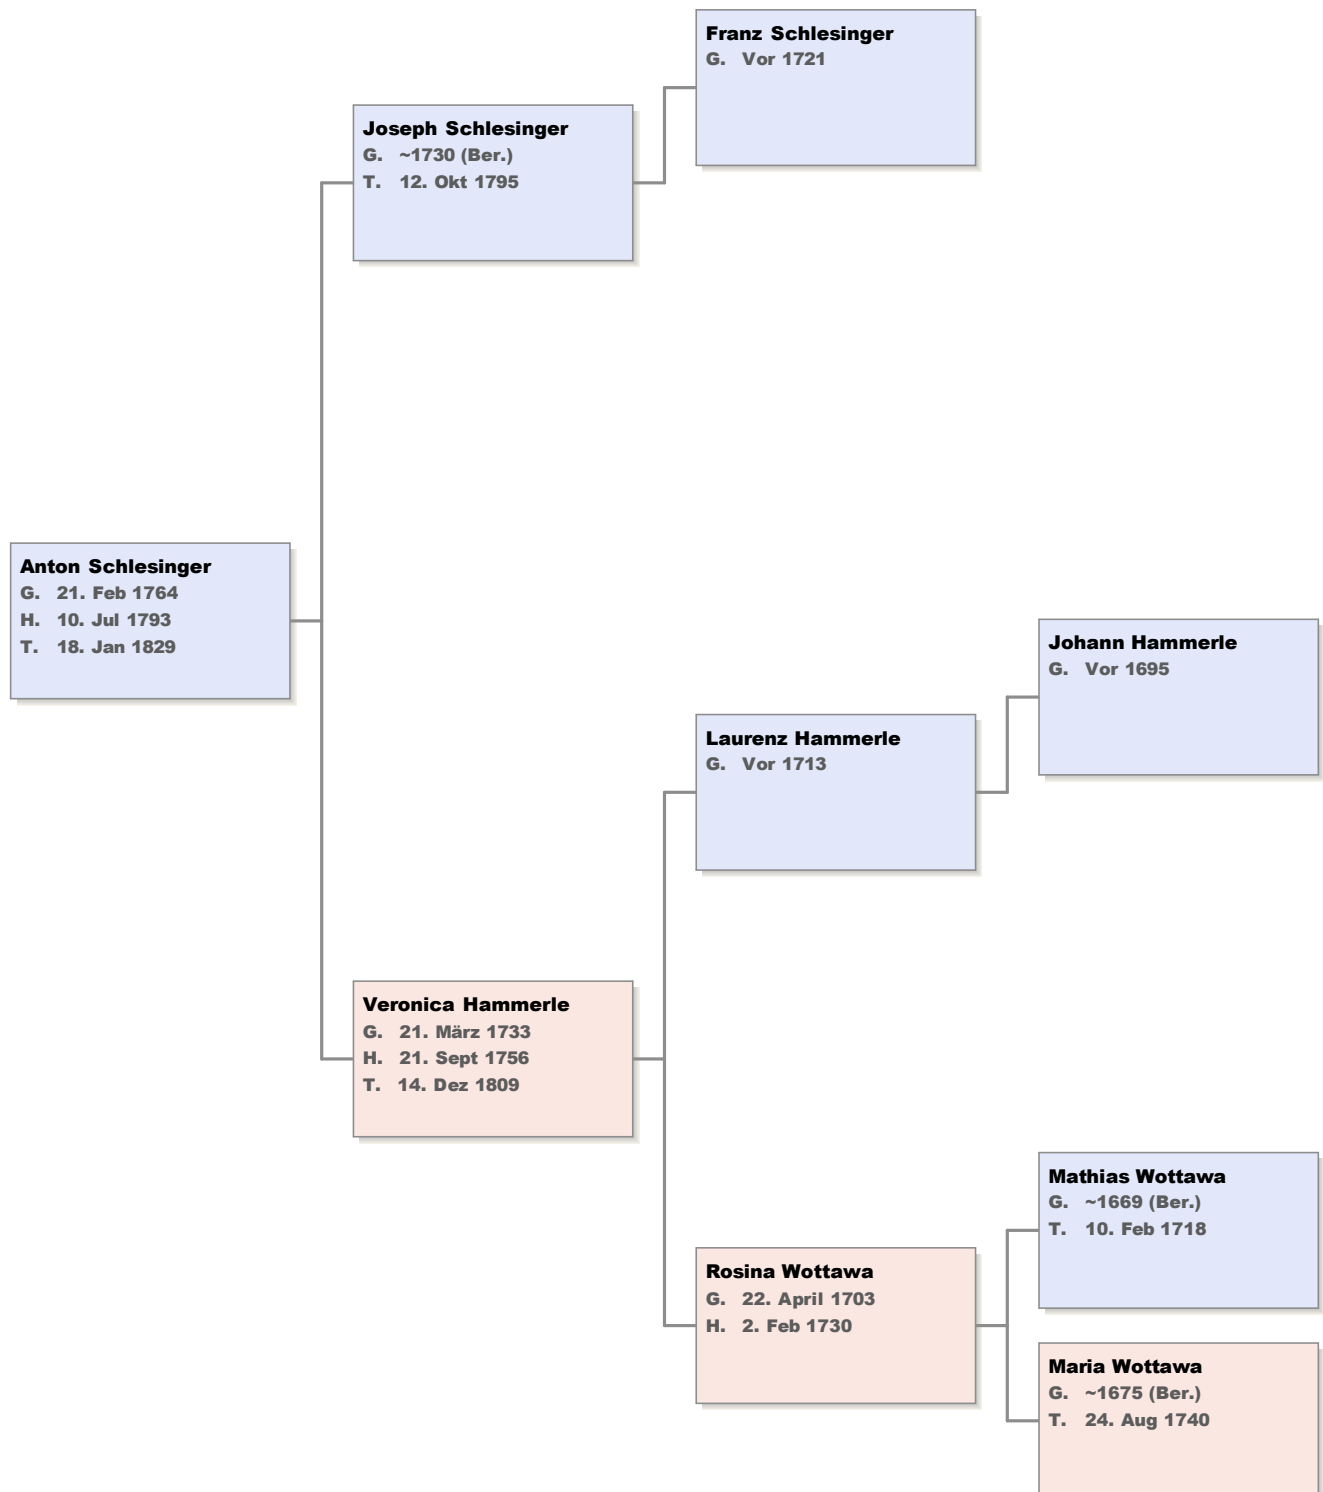 Franz Schlesinger
G. Vor 1721
Joseph Schlesinger
G. ~1730 (Ber.)
T. 12. Okt 1795
Anton Schlesinger
G. 21. Feb 1764
H. 10. Jul 1793
T. 18. Jan 1829
Johann Hammerle
G. Vor 1695
Laurenz Hammerle
G. Vor 1713
Veronica Hammerle
G. 21. März 1733
H. 21. Sept 1756
T. 14. Dez 1809
Mathias Wottawa
G. ~1669 (Ber.)
T. 10. Feb 1718
Rosina Wottawa
G. 22. April 1703
H. 2. Feb 1730
Maria Wottawa
G. ~1675 (Ber.)
T. 24. Aug 1740